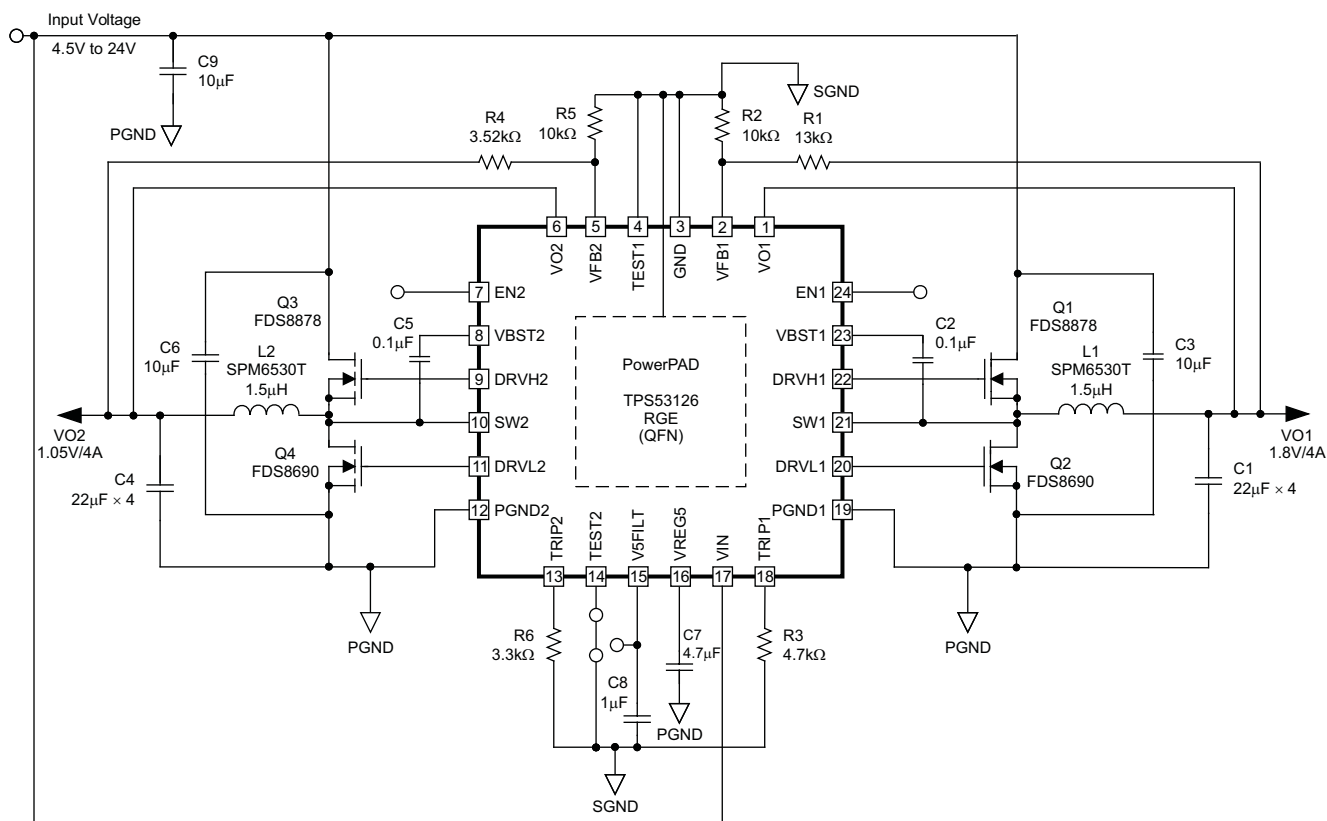 Input Voltage
4.5V to 24V
C9
10μF
PGND
SGND
R4
3.52kΩ
R5
10kΩ
R2
10kΩ
R1
13kΩ
6
5
4
3
2
1
VO2
VFB2
TEST1
GND
VFB1
VO1
7
EN2
EN1
24
Q3
FDS8878
C5
0.1μF
8
VBST2
VBST1
23
C2
0.1μF
Q1
FDS8878
C6
10μF
L2
SPM6530T
1.5μH
9
DRVH2
PowerPAD
TPS53126
RGE
(QFN)
DRVH1
22
L1
SPM6530T
1.5μH
C3
10μF
VO2
1.05V/4A
10
SW2
SW1
21
VO1
1.8V/4A
Q4
FDS8690
11
DRVL2
DRVL1
20
Q2
FDS8690
C4
22μF × 4
C1
22μF × 4
12
PGND2
PGND1
19
TRIP2
TEST2
V5FILT
VREG5
VIN
TRIP1
13
14
15
16
17
18
PGND
PGND
R6
3.3kΩ
C8
1μF
C7
4.7μF
R3
4.7kΩ
PGND
SGND